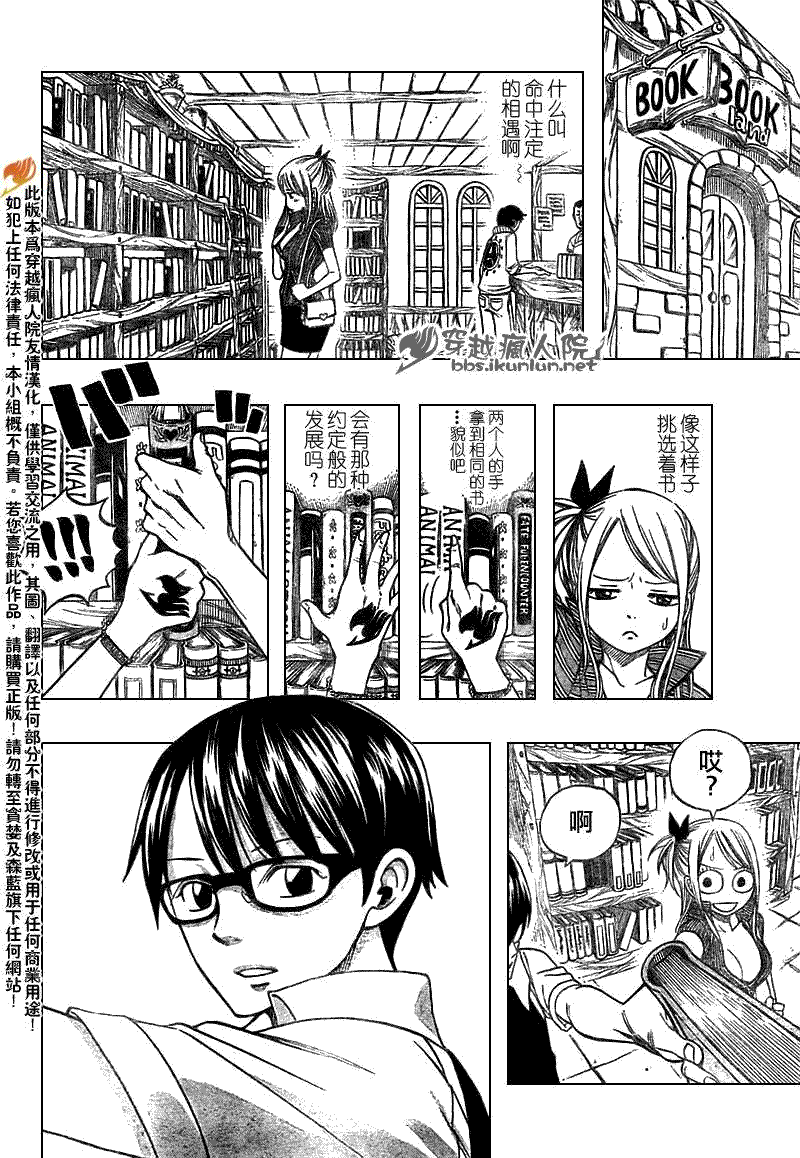 BOOK
BOOK
land
什么叫
命中注定
的相遇啊~~
穿越瘋人院
bbs.ikunlun.net
像这样子
挑选着书
两个人的手
拿到相同的书
…貌似吧
ANIMAL
ANIMAL
FATE FUL ENCOUNTER
会有那种
约定般的
发展吗？
ANIMAL
ANIMAL
!!!
哎？
啊
此版本爲穿越瘋人院友情漢化，僅供學習交流之用，其圖、翻譯以及任何部分不得進行修改或用于任何商業用途！
如犯上任何法律責任，本小組概不負責。若您喜歡此作品，請購買正版！請勿轉至貪婪及森藍旗下任何網站！